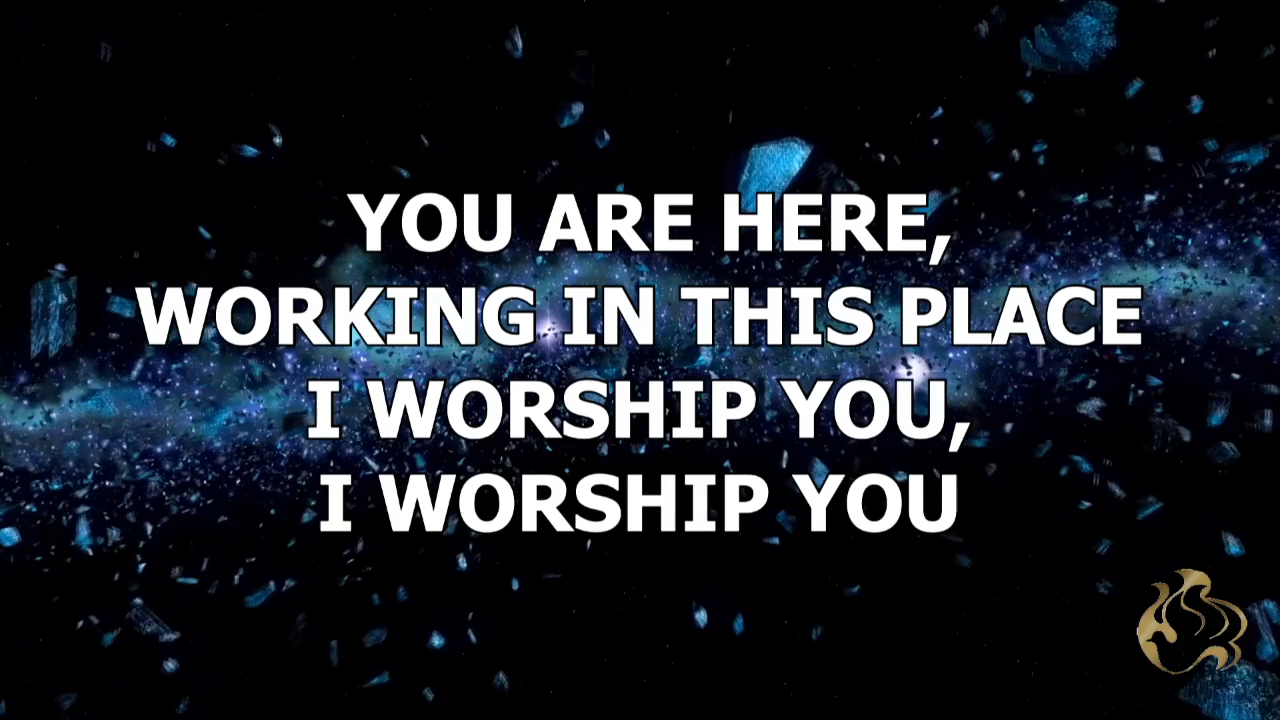 YOU ARE HERE,
WORKING IN THIS PLACE
I WORSHIP YOU,
I WORSHIP YOU